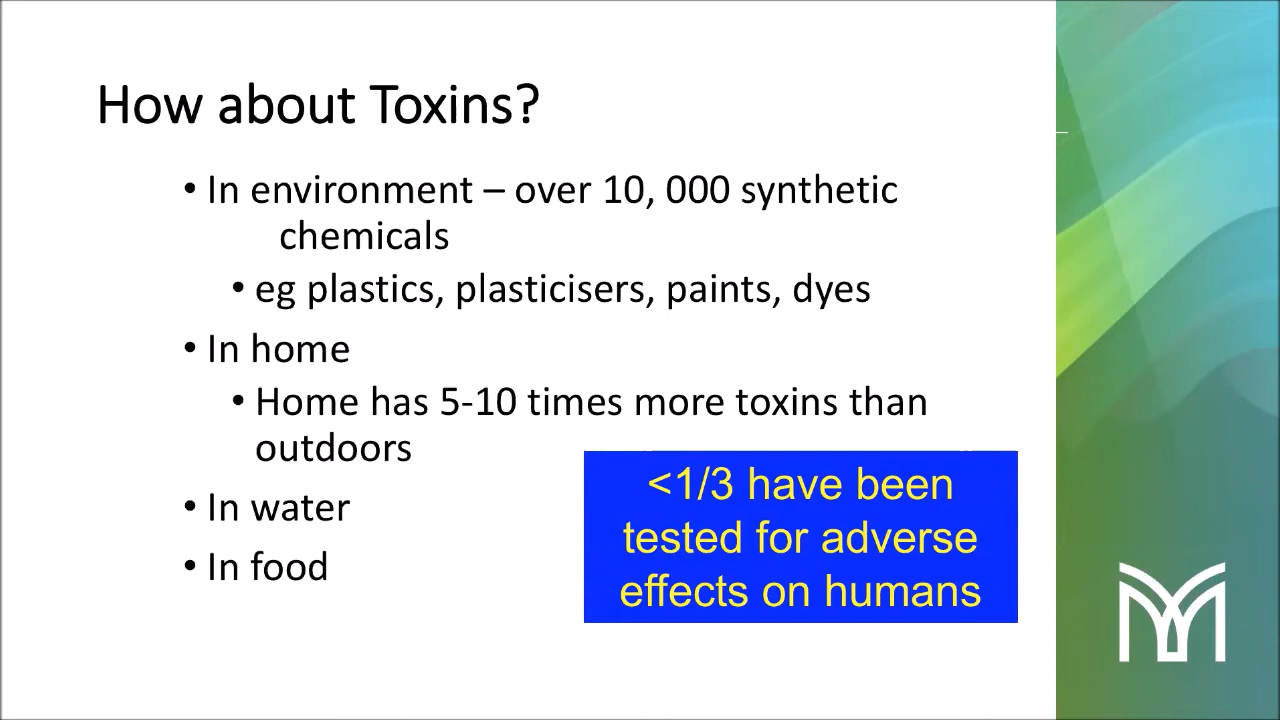 How about Toxins?
• In environment – over 10, 000 synthetic
chemicals
• eg plastics, plasticisers, paints, dyes
• In home
• Home has 5-10 times more toxins than
outdoors
• In water
• In food
<1/3 have been
tested for adverse
effects on humans